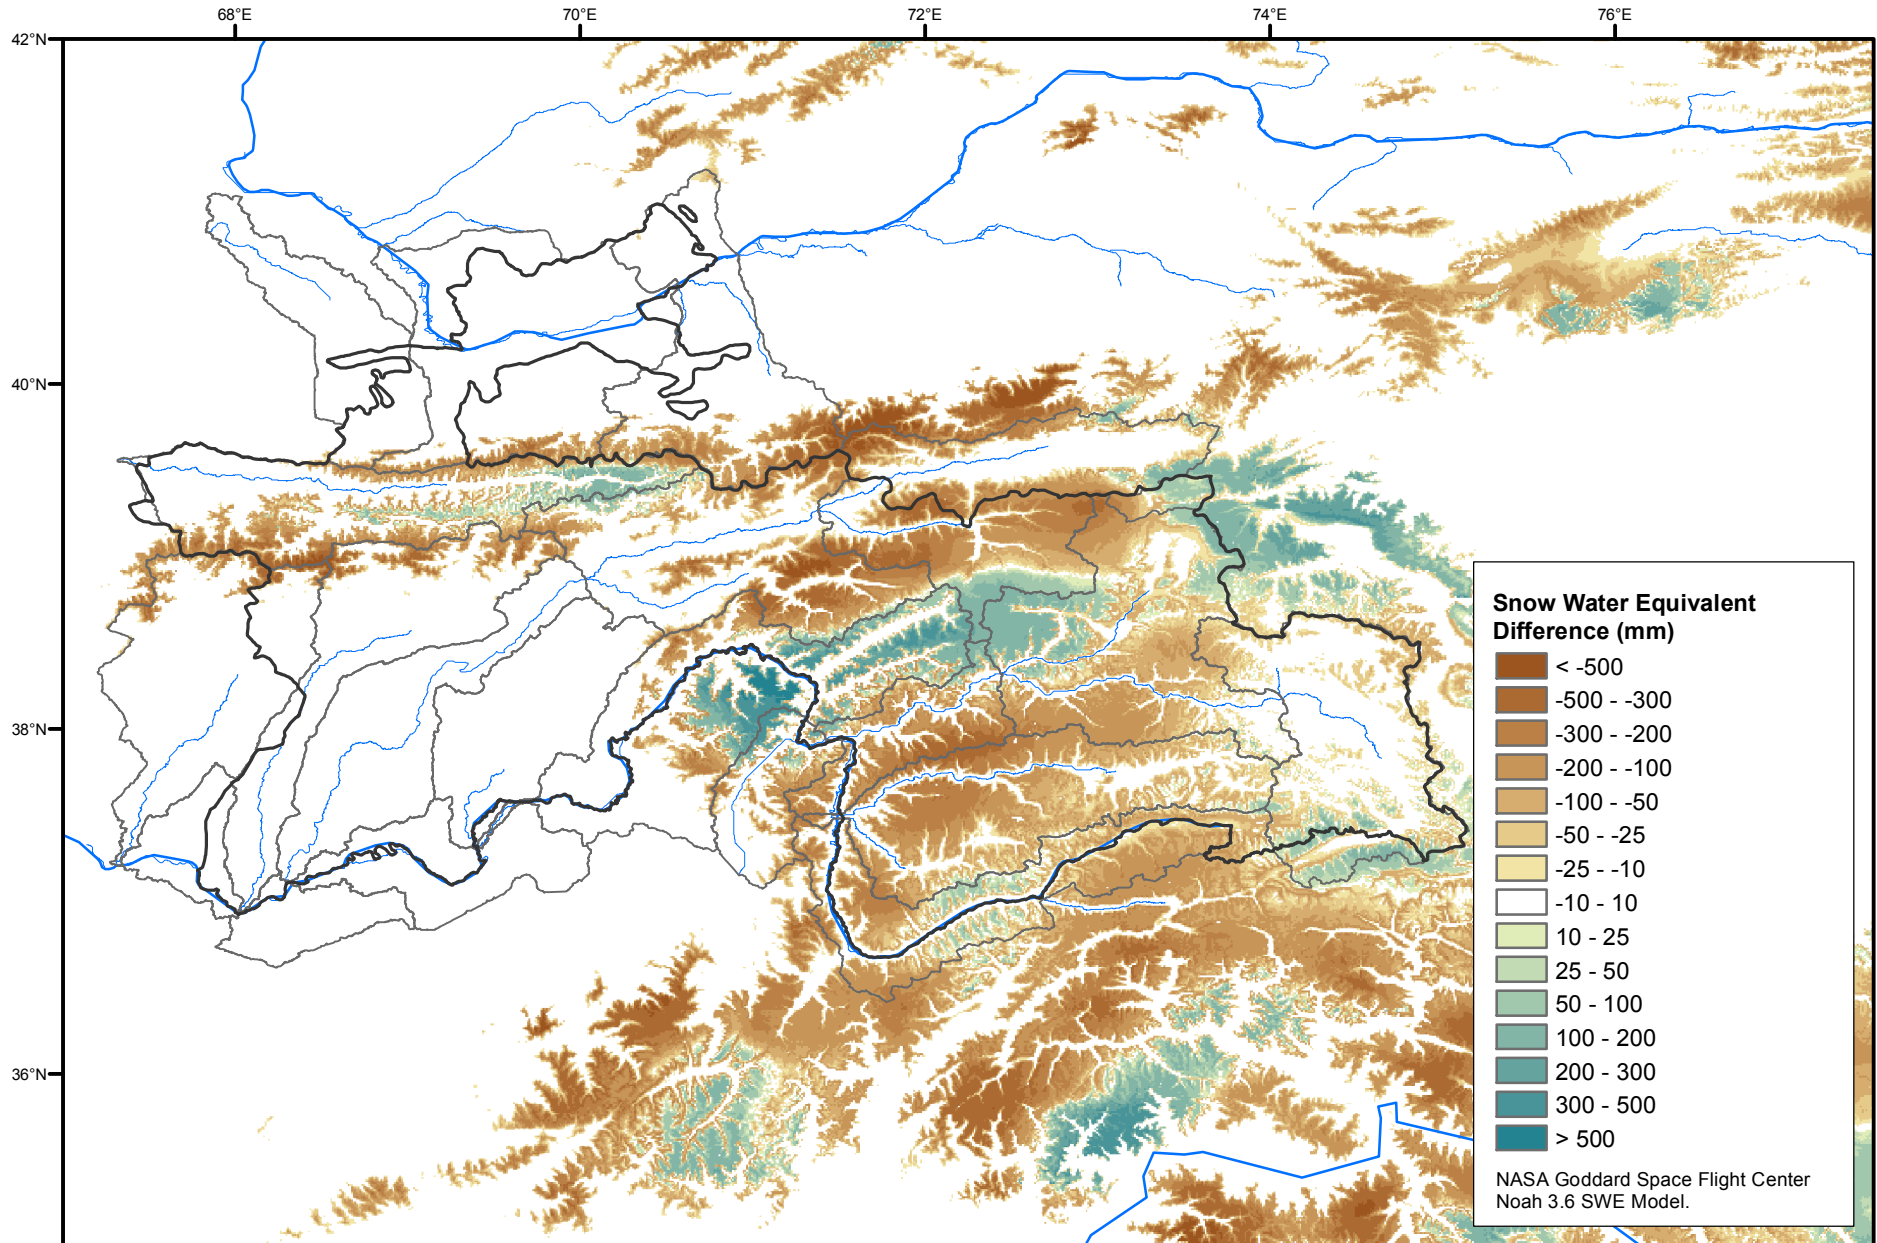 68°E
70°E
72°E
74°E
76°E
42°N
40°N
38°N
36°N
Snow Water Equivalent
Difference (mm)
< -500
-500 - -300
-300 - -200
-200 - -100
-100 - -50
-50 - -25
-25 - -10
-10 - 10
10 - 25
25 - 50
50 - 100
100 - 200
200 - 300
300 - 500
> 500
NASA Goddard Space Flight Center
Noah 3.6 SWE Model.